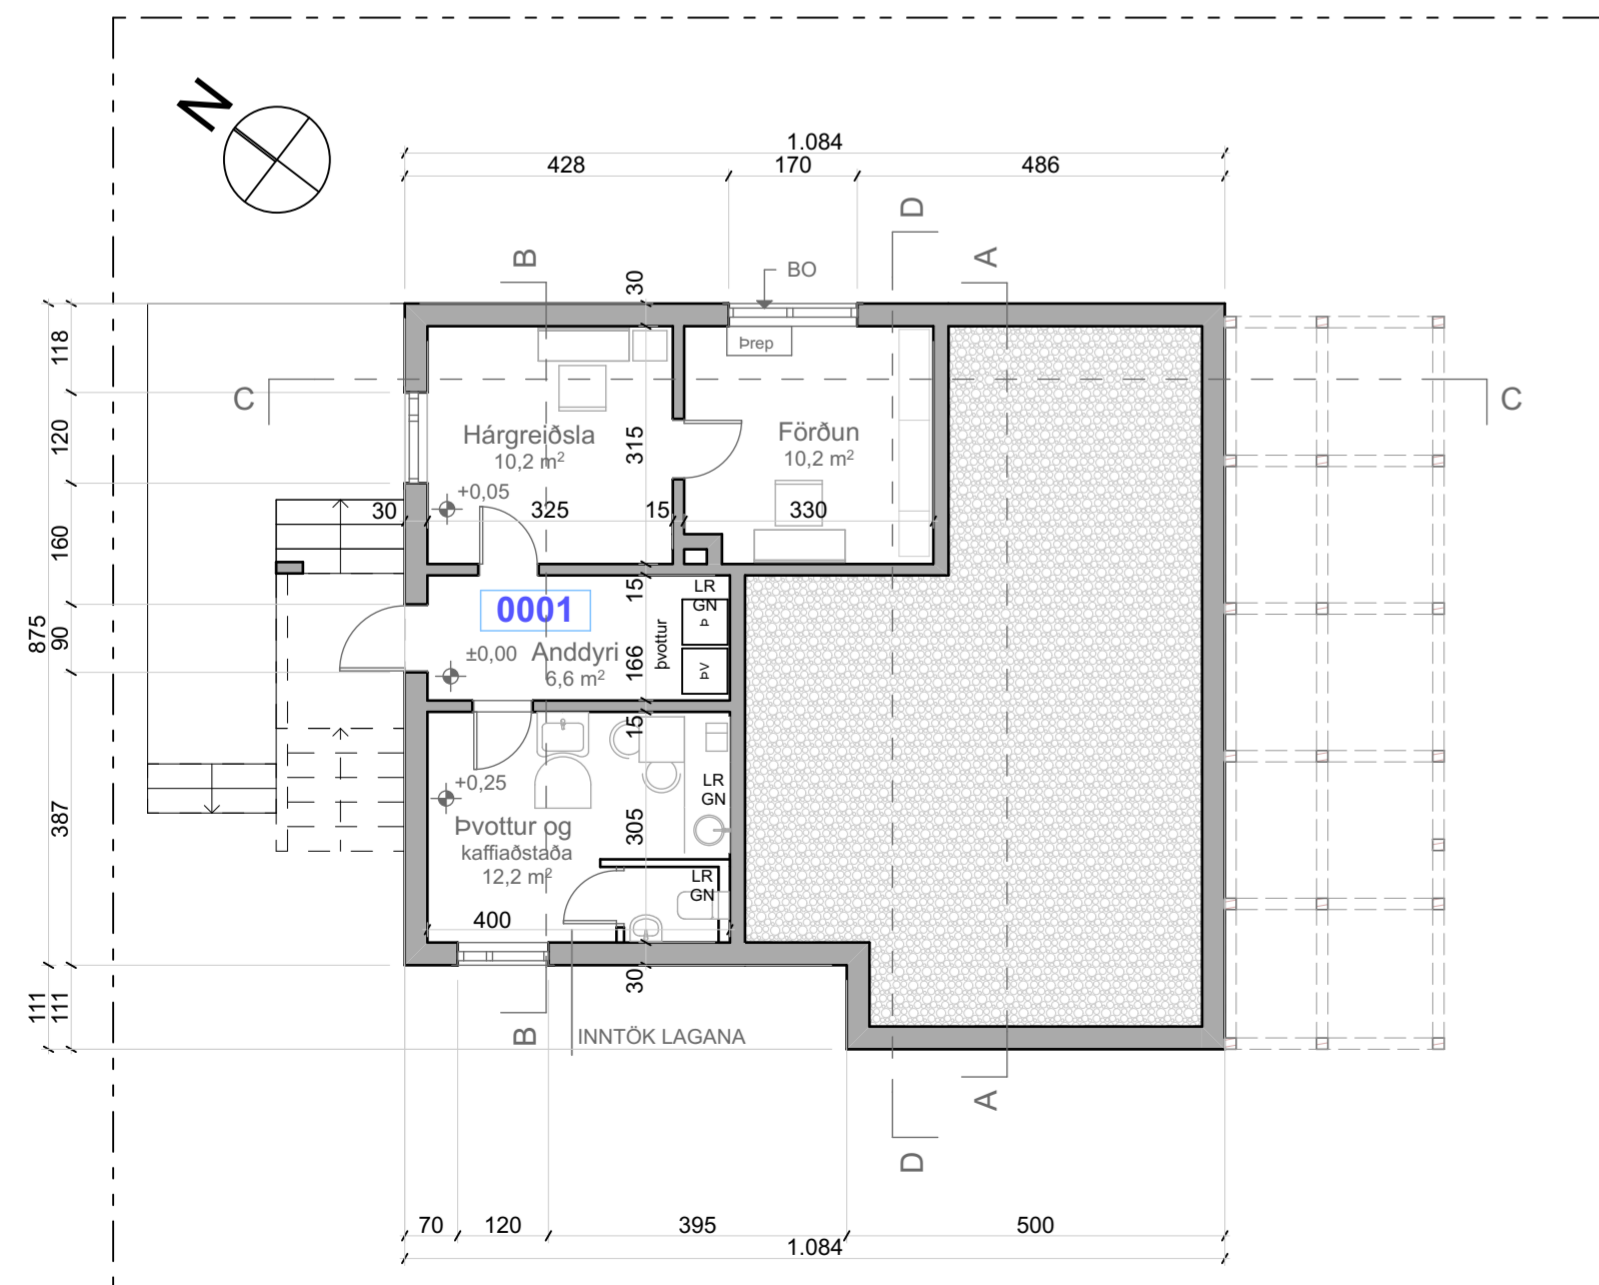 N
1.084
428
170
486
D
B
A
BO
30
118
Þrep
C
C
120
Hárgreiðsla
10,2 m²
315
Förðun
10,2 m²
+0,05
30
325
15
330
160
15
LR
GN
0001
Þ
875
90
±0,00
Anddyri
6,6 m²
166
þvottur
ÞV
15
+0,25
LR
GN
387
Þvottur og
kaffiaðstaða
12,2 m²
305
LR
GN
400
30
111
111
B
INNTÖK LAGANA
A
D
70
120
395
500
1.084